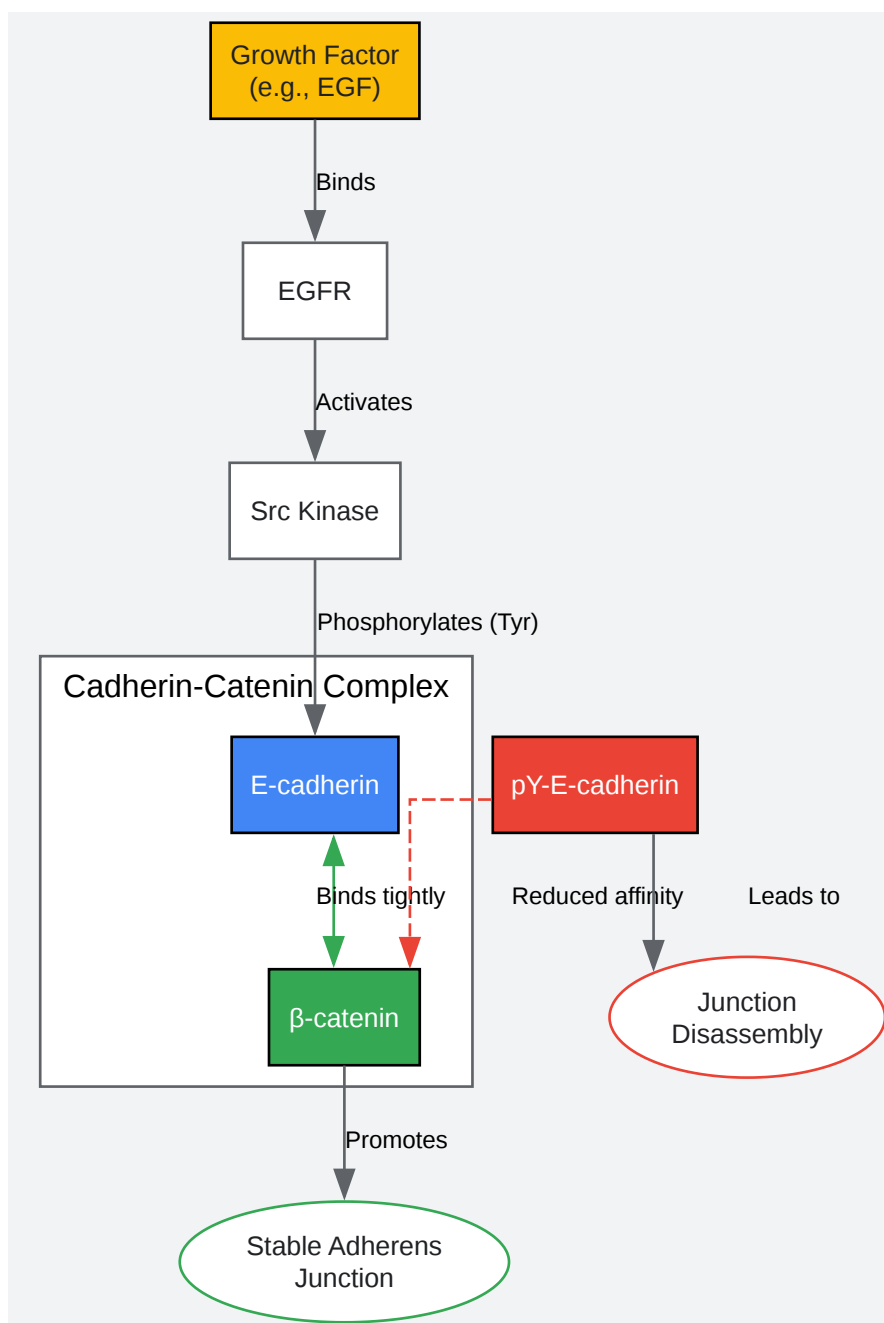 Growth Factor
(e.g., EGF)
Binds
EGFR
Activates
Src Kinase
Phosphorylates (Tyr)
Cadherin-Catenin Complex
E-cadherin
pY-E-cadherin
Binds tightly
Reduced affinity
Leads to
β-catenin
Junction
Disassembly
Promotes
Stable Adherens
Junction